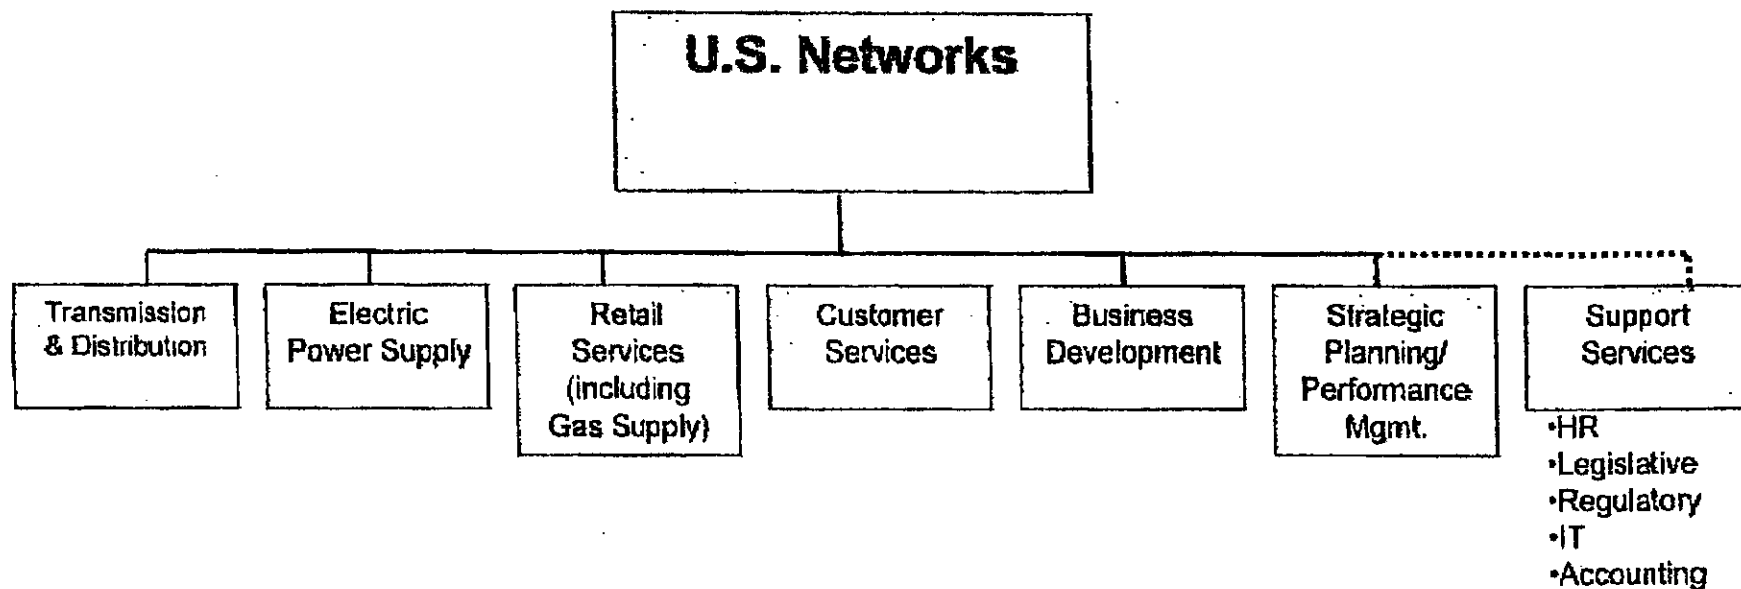 U.S. Networks
Transmission
& Distribution
Electric
Power Supply
Retail
Services
(including
Gas Supply)
Customer
Services
Business
Development
Strategic
Planning/
Performance
Mgmt.
Support
Services
•HR
•Legislative
•Regulatory
•IT
•Accounting